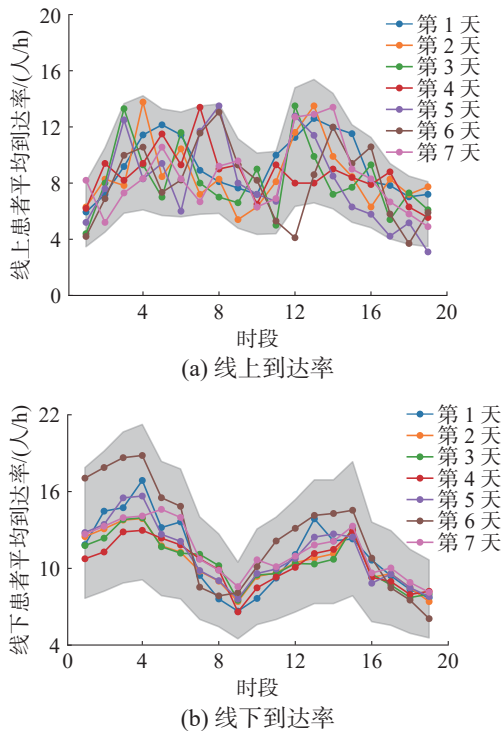 20
16
12
8
4
0
4
8
12
16
20
线上患者平均到达率/(人/h)
时段
第 1 天
第 2 天
第 3 天
第 4 天
第 5 天
第 6 天
第 7 天
(a) 线上到达率
22
16
10
4
0
4
8
12
16
20
线下患者平均到达率/(人/h)
时段
第 1 天
第 2 天
第 3 天
第 4 天
第 5 天
第 6 天
第 7 天
(b) 线下到达率